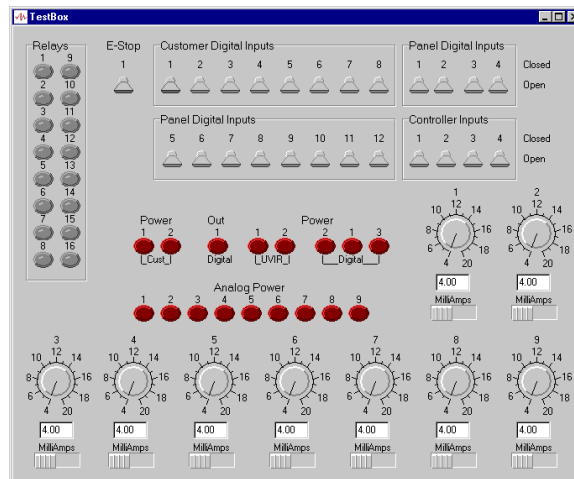 TestBox
Relays
1 9
2 10
3 11
4 12
5 13
6 14
7 15
8 16
E-Stop
1
Customer Digital Inputs
1 2 3 4 5 6 7 8
Panel Digital Inputs
1 2 3 4
Closed
Open
Panel Digital Inputs
5 6 7 8 9 10 11 12
Controller Inputs
1 2 3 4
Closed
Open
Power
1 2
|_Cust_|
Out
1
Digital
Power
1 2
|_UVIR_|
2 1 3
|___Digital___|
Analog Power
1 2 3 4 5 6 7 8 9
1
4 6 8 10 12 14 16 18 20
4.00
MilliAmps
2
4 6 8 10 12 14 16 18 20
4.00
MilliAmps
3
4 6 8 10 12 14 16 18 20
4.00
MilliAmps
4
4 6 8 10 12 14 16 18 20
4.00
MilliAmps
5
4 6 8 10 12 14 16 18 20
4.00
MilliAmps
6
4 6 8 10 12 14 16 18 20
4.00
MilliAmps
7
4 6 8 10 12 14 16 18 20
4.00
MilliAmps
8
4 6 8 10 12 14 16 18 20
4.00
MilliAmps
9
4 6 8 10 12 14 16 18 20
4.00
MilliAmps